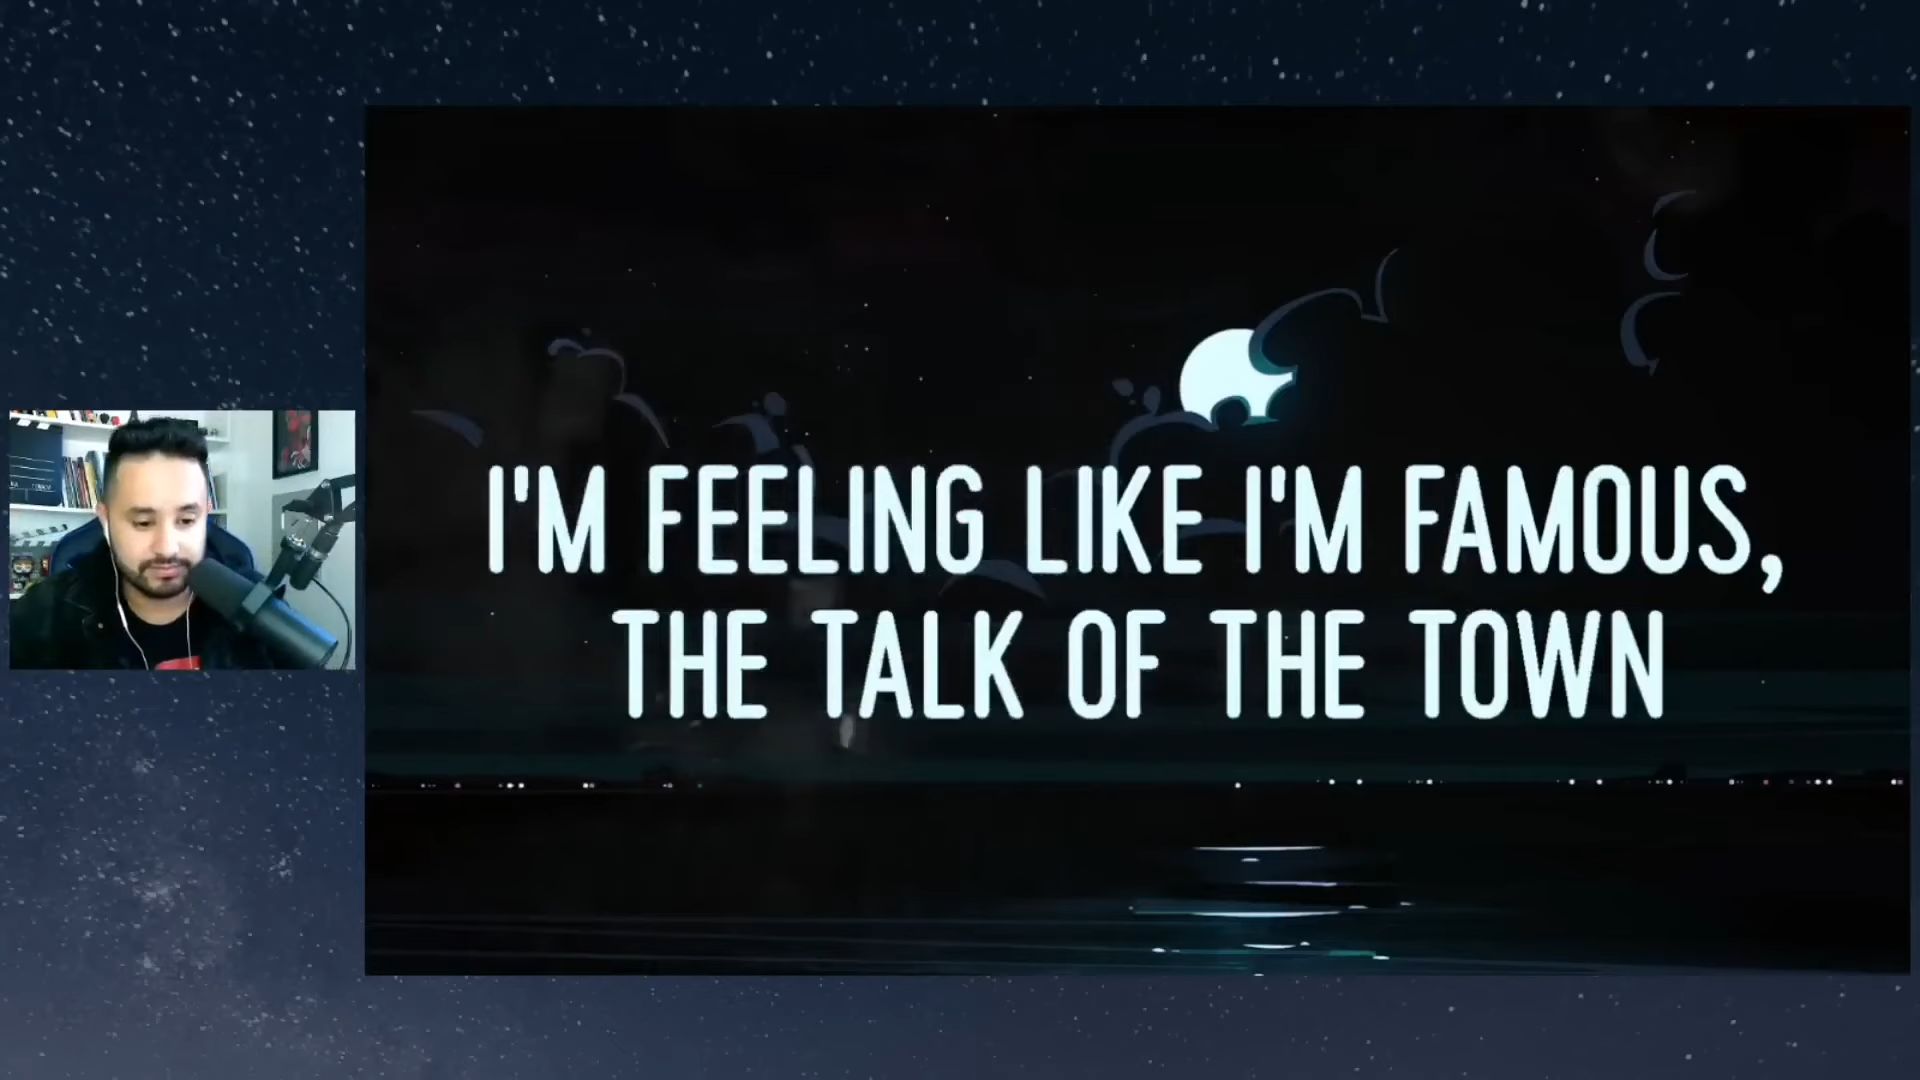 I'M FEELING LIKE I'M FAMOUS,
THE TALK OF THE TOWN